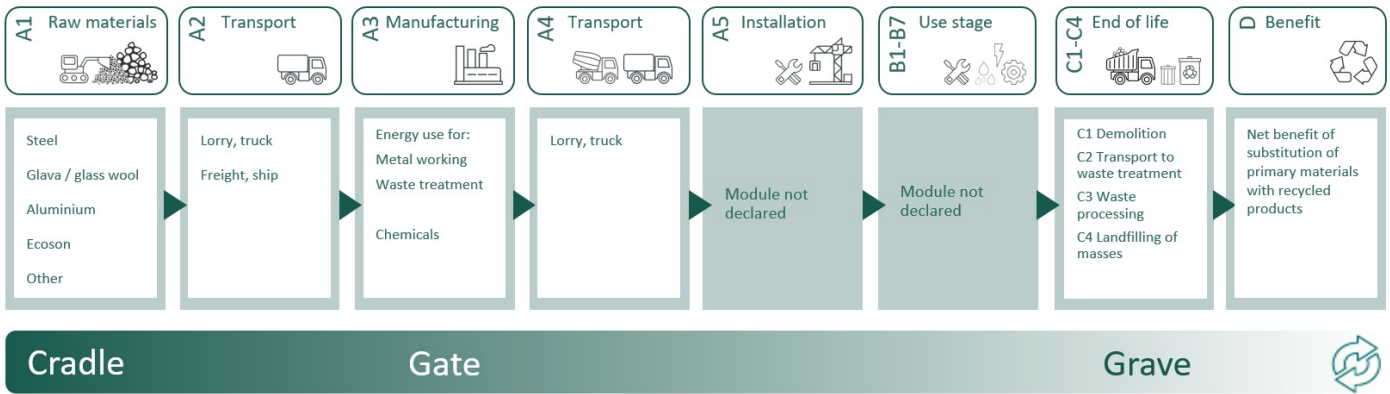 A1 Raw materials
A2 Transport
A3 Manufacturing
A4 Transport
A5 Installation
B1-B7 Use stage
C1-C4 End of life
D Benefit
Steel
Glava / glass wool
Aluminium
Ecoson
Other
Lorry, truck
Freight, ship
Energy use for:
Metal working
Waste treatment
Chemicals
Lorry, truck
Module not
declared
Module not
declared
C1 Demolition
C2 Transport to
waste treatment
C3 Waste
processing
C4 Landfilling of
masses
Net benefit of
substitution of
primary materials
with recycled
products
Cradle
Gate
Grave